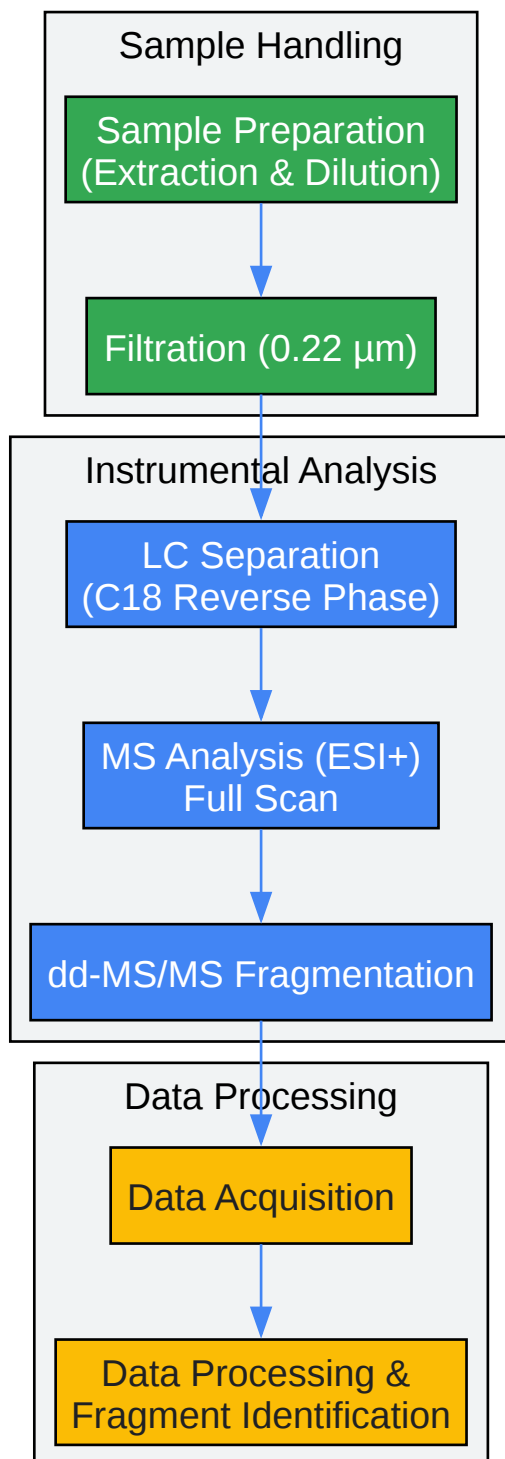 Sample Handling
Sample Preparation
(Extraction & Dilution)
Filtration (0.22 µm)
Instrumental Analysis
LC Separation
(C18 Reverse Phase)
MS Analysis (ESI+)
Full Scan
dd-MS/MS Fragmentation
Data Processing
Data Acquisition
Data Processing &
Fragment Identification